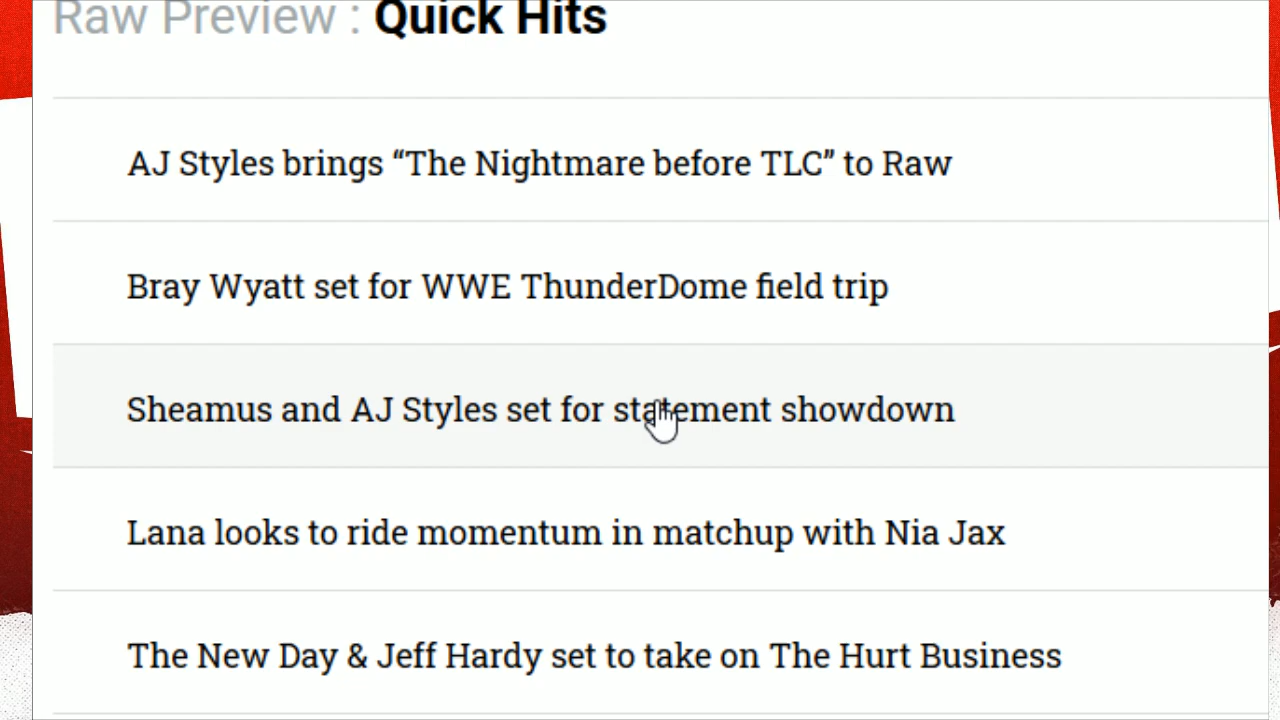 Raw Preview : Quick Hits
AJ Styles brings “The Nightmare before TLC” to Raw
Bray Wyatt set for WWE ThunderDome field trip
Sheamus and AJ Styles set for statement showdown
Lana looks to ride momentum in matchup with Nia Jax
The New Day & Jeff Hardy set to take on The Hurt Business